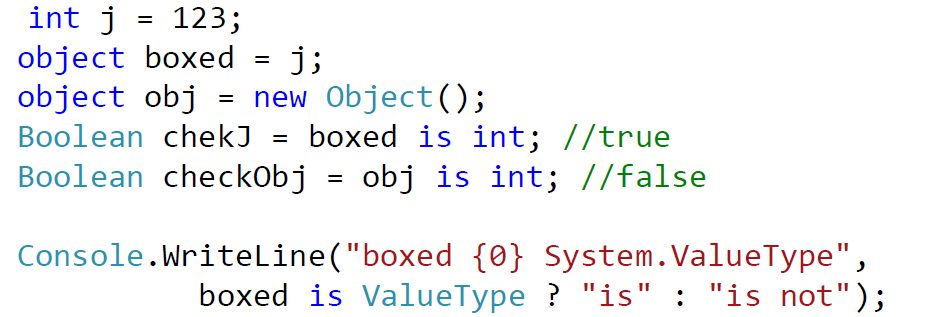 int j = 123;
object boxed = j;
object obj = new Object();
Boolean chekJ = boxed is int; //true
Boolean checkObj = obj is int; //false
Console.WriteLine("boxed {0} System.ValueType",
boxed is ValueType ? "is" : "is not");